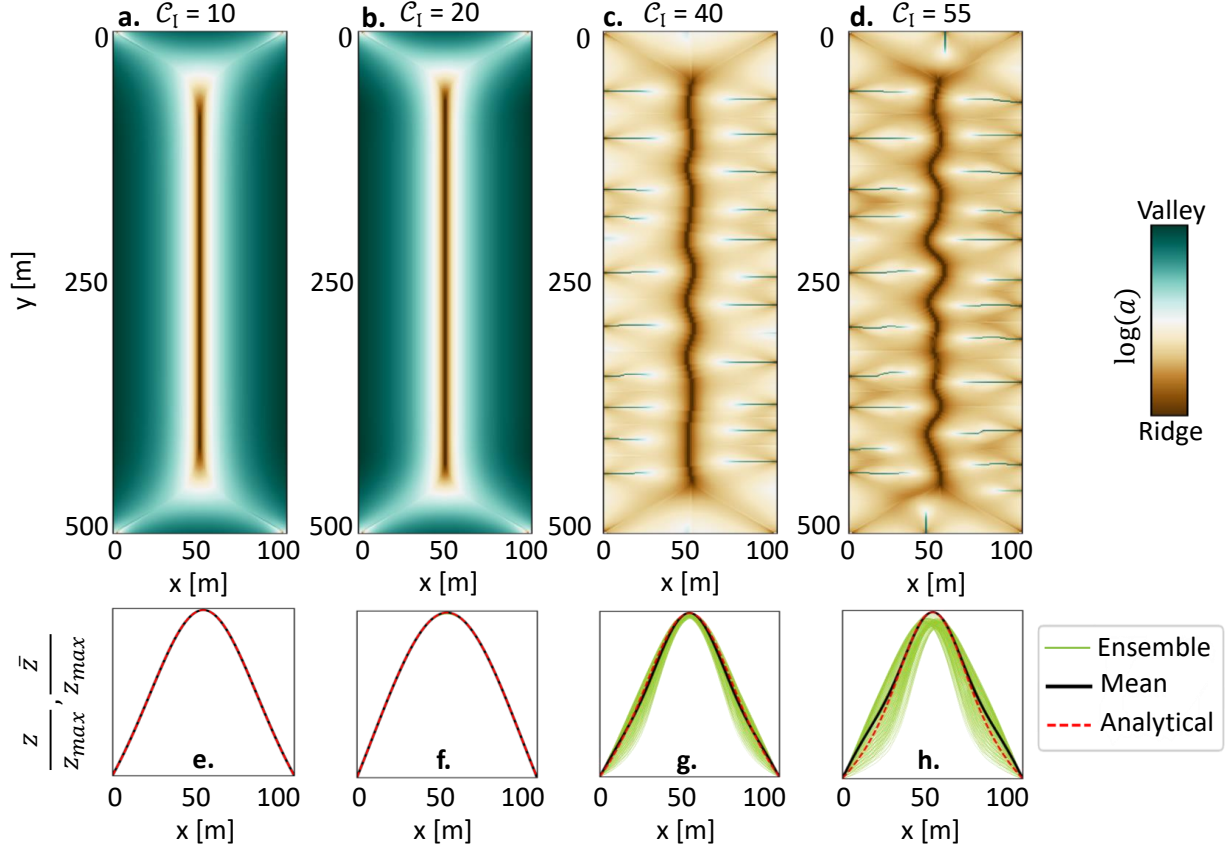 a. 𝒞I = 10
b. 𝒞I = 20
c. 𝒞I = 40
d. 𝒞I = 55
0
0
0
0
250
250
250
250
500
500
500
500
y [m]
0 50 100
0 50 100
0 50 100
0 50 100
x [m]
x [m]
x [m]
x [m]
Valley
log(a)
Ridge
z/zmax, z̄/zmax
e.
f.
g.
h.
0 50 100
0 50 100
0 50 100
0 50 100
x [m]
x [m]
x [m]
x [m]
Ensemble
Mean
Analytical